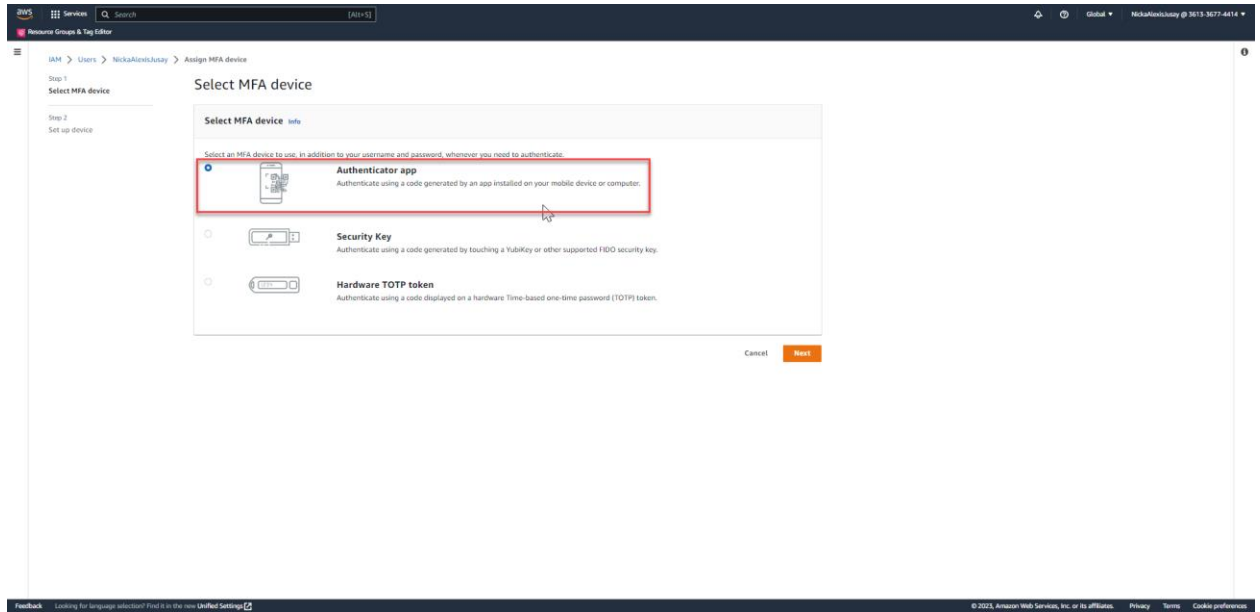 aws
Services
Search
[Alt+S]
Global
NickaAlexisJusay @ 3613-3677-4414
Resource Groups & Tag Editor
IAM > Users > NickaAlexisJusay > Assign MFA device
Step 1
Select MFA device
Step 2
Set up device
Select MFA device
Select MFA device Info
Select an MFA device to use, in addition to your username and password, whenever you need to authenticate.
Authenticator app
Authenticate using a code generated by an app installed on your mobile device or computer.
Security Key
Authenticate using a code generated by touching a YubiKey or other supported FIDO security key.
Hardware TOTP token
Authenticate using a code displayed on a hardware Time-based one-time password (TOTP) token.
Cancel
Next
Feedback
Looking for language selection? Find it in the new Unified Settings
© 2023, Amazon Web Services, Inc. or its affiliates.
Privacy
Terms
Cookie preferences